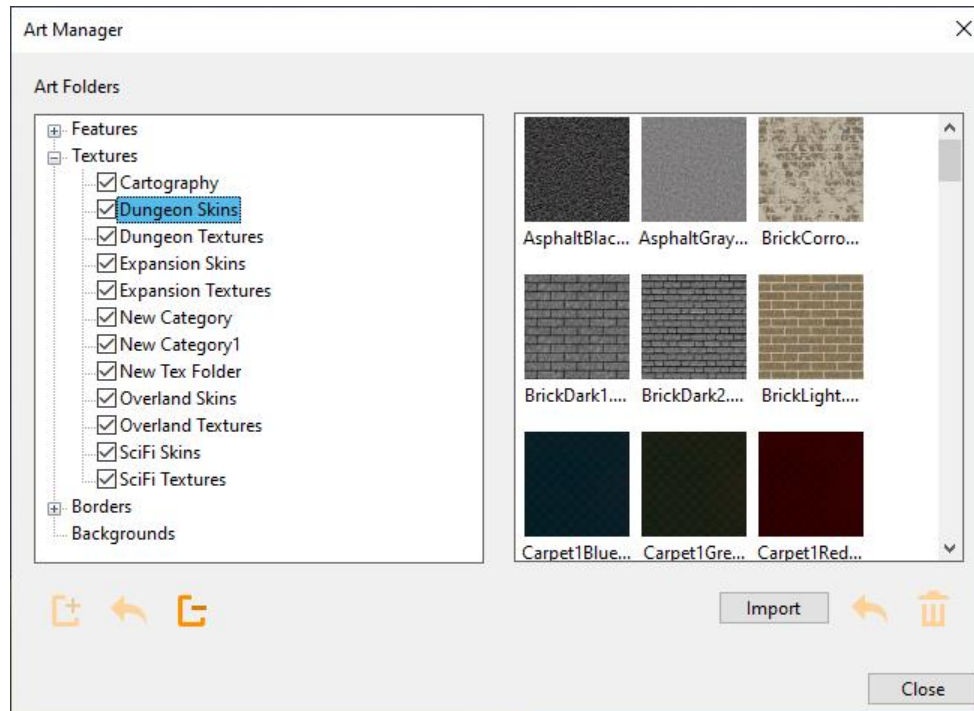 Art Manager
Art Folders
Features
Textures
Cartography
Dungeon Skins
Dungeon Textures
Expansion Skins
Expansion Textures
New Category
New Category1
New Tex Folder
Overland Skins
Overland Textures
SciFi Skins
SciFi Textures
Borders
Backgrounds
AsphaltBlac... AsphaltGray... BrickCorro...
BrickDark1.... BrickDark2.... BrickLight....
Carpet1Blue... Carpet1Gre... Carpet1Red...
Import
Close